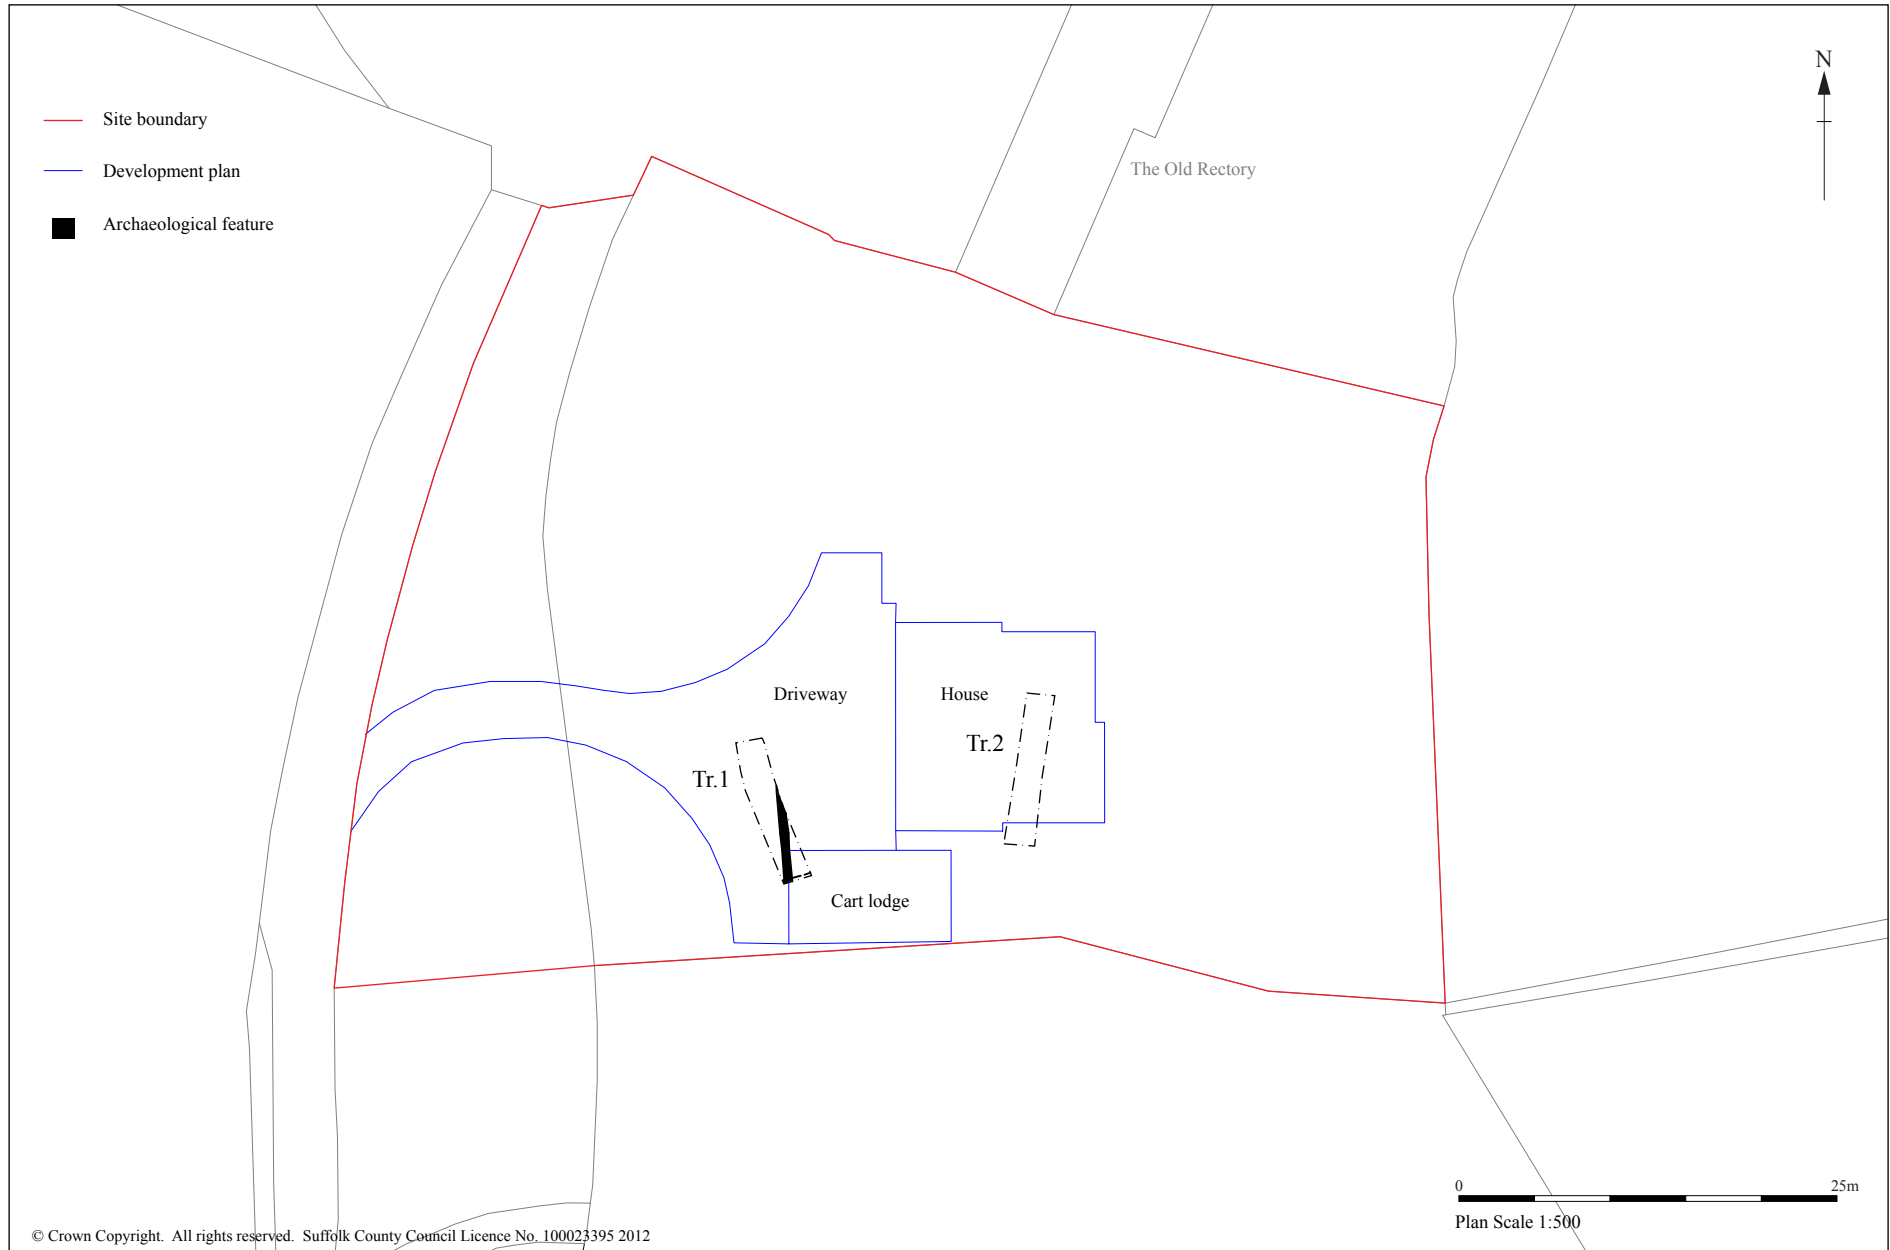 N
Site boundary
Development plan
Archaeological feature
The Old Rectory
Driveway
House
Tr.2
Tr.1
Cart lodge
0 25m
Plan Scale 1:500
© Crown Copyright. All rights reserved. Suffolk County Council Licence No. 100023395 2012